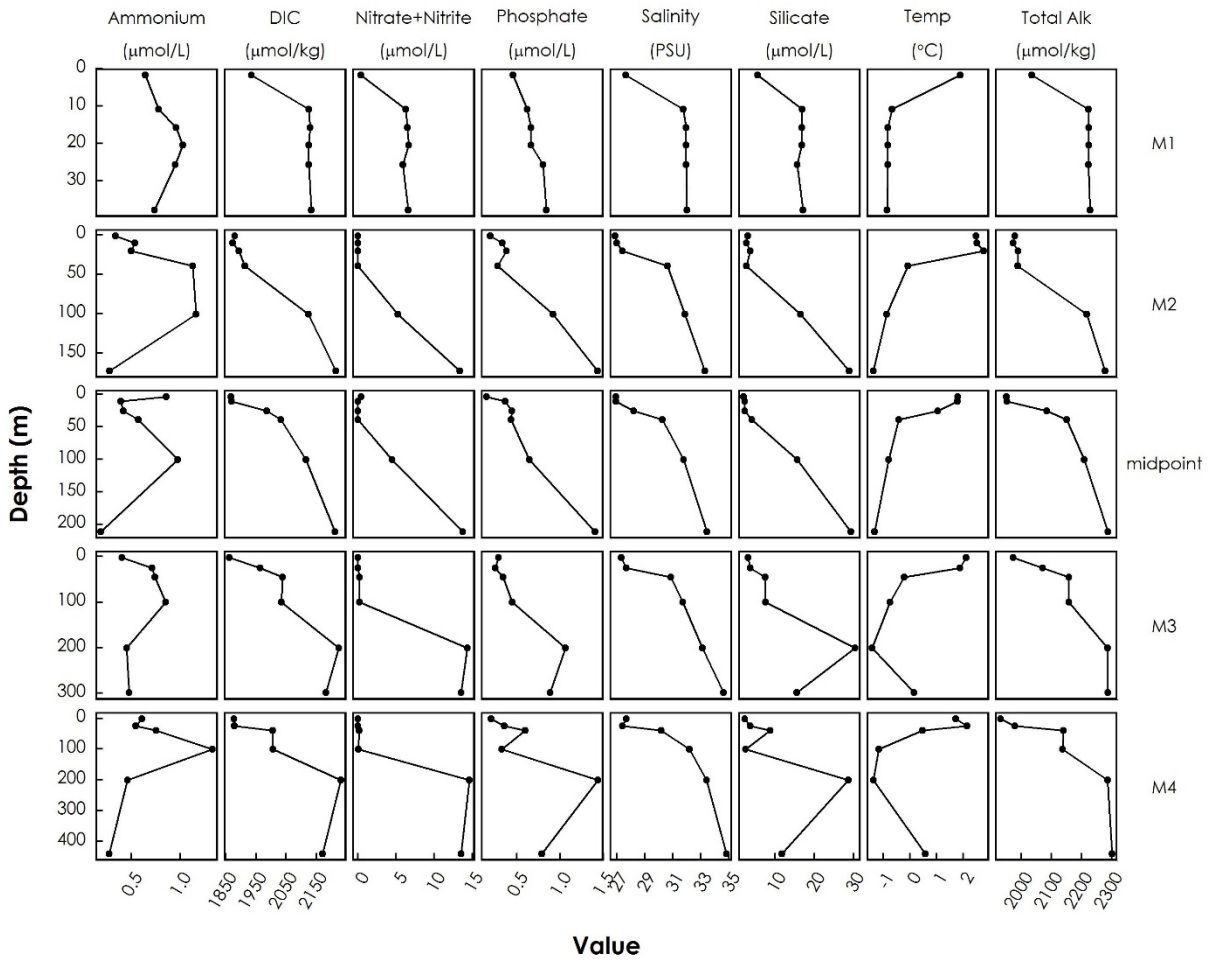 Ammonium DIC Nitrate+Nitrite Phosphate Salinity Silicate Temp Total Alk
(μmol/L) (μmol/kg) (μmol/L) (μmol/L) (PSU) (μmol/L) (°C) (μmol/kg)
0
10
20
30
M1
0
50
100
150
M2
0
50
100
150
200
midpoint
0
100
200
300
M3
0
100
200
300
400
M4
Depth (m)
0.5 1.0 1850 1950 2050 2150 0 5 10 15 0.5 1.0 1.5 27 29 31 33 35 10 30 -1 0 2 2000 2100 2200 2300
Value